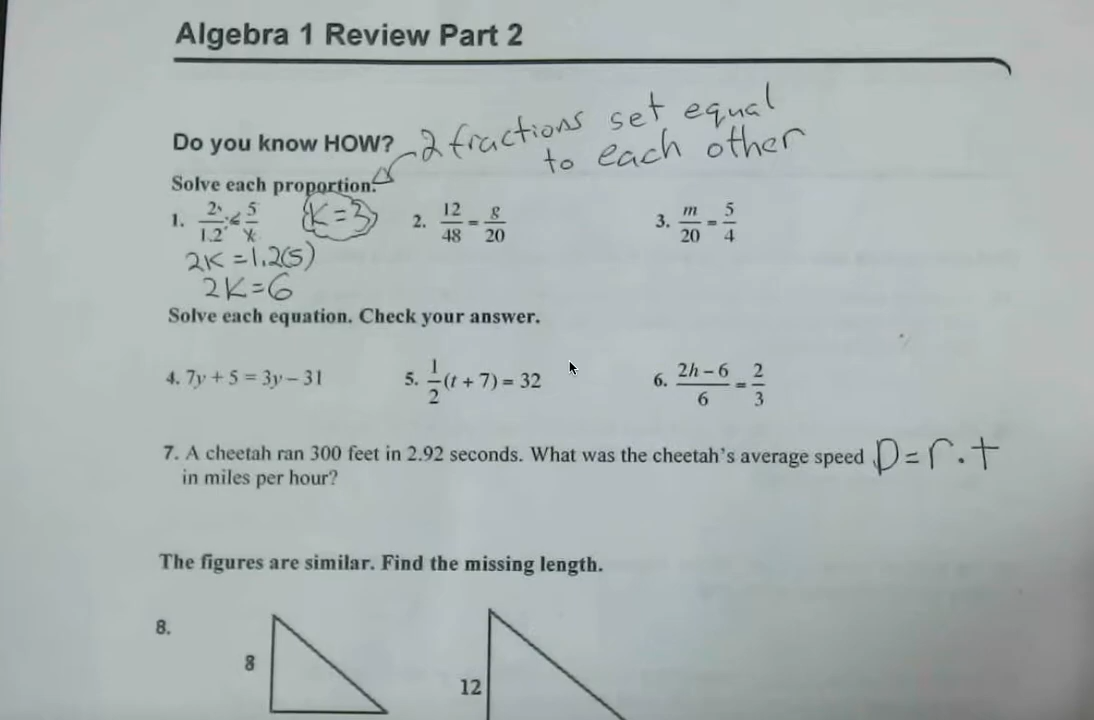 Algebra 1 Review Part 2
Do you know HOW? 2 fractions set equal
to each other
Solve each proportion.
1. 2/1.2 = 5/k K=3
2. 12/48 = g/20
3. m/20 = 5/4
2K=1.2(5)
2K=6
Solve each equation. Check your answer.
4. 7y + 5 = 3y – 31
5. 1/2(t + 7) = 32
6. 2h – 6/6 = 2/3
7. A cheetah ran 300 feet in 2.92 seconds. What was the cheetah's average speed D=r·t
in miles per hour?
The figures are similar. Find the missing length.
8.
8
12